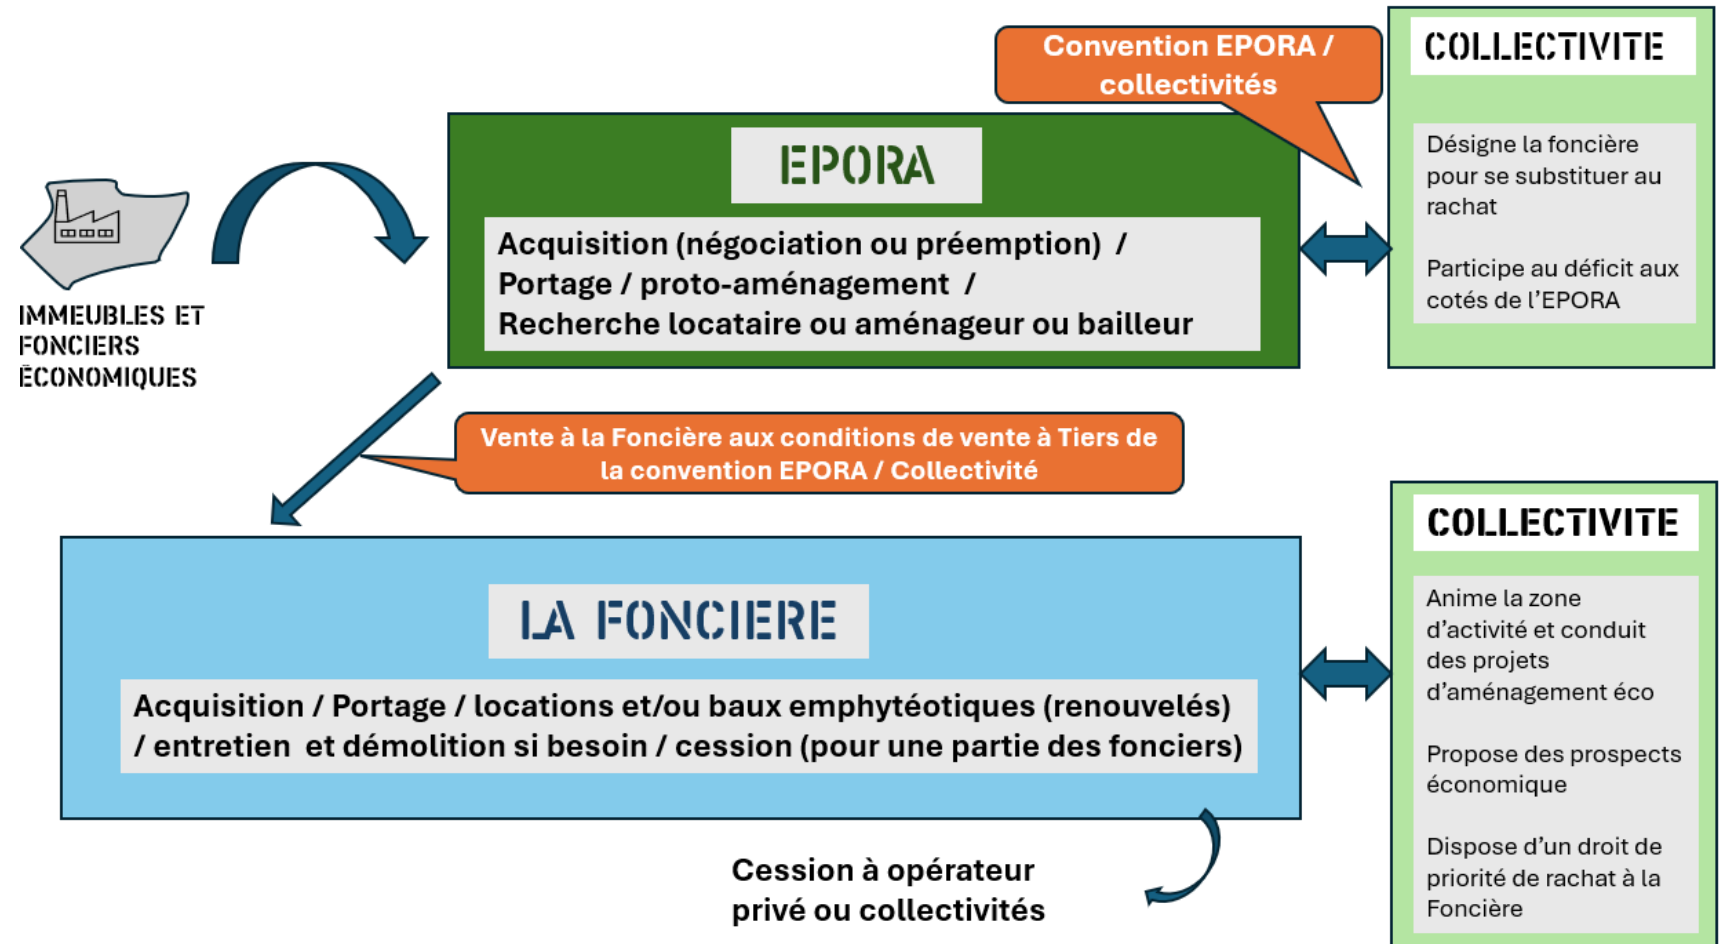 Convention EPORA /
collectivités
COLLECTIVITE
Désigne la foncière
pour se substituer au
rachat
Participe au déficit aux
cotés de l’EPORA
EPORA
Acquisition (négociation ou préemption) /
Portage / proto-aménagement /
Recherche locataire ou aménageur ou bailleur
IMMEUBLES ET
FONCIERS
ÉCONOMIQUES
Vente à la Foncière aux conditions de vente à Tiers de
la convention EPORA / Collectivité
LA FONCIERE
Acquisition / Portage / locations et/ou baux emphytéotiques (renouvelés)
/ entretien et démolition si besoin / cession (pour une partie des fonciers)
COLLECTIVITE
Anime la zone
d’activité et conduit
des projets
d’aménagement éco
Propose des prospects
économique
Dispose d’un droit de
priorité de rachat à la
Foncière
Cession à opérateur
privé ou collectivités